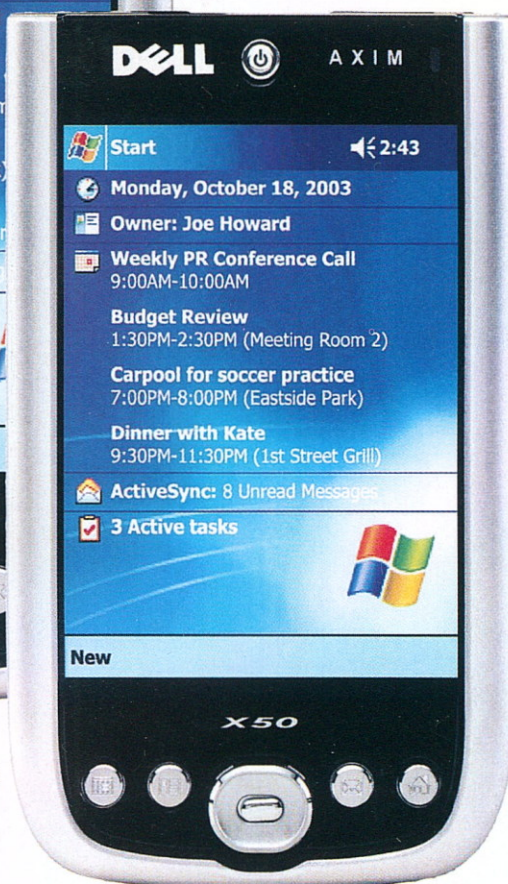 DELL
AXIM
Start 2:43
Monday, October 18, 2003
Owner: Joe Howard
Weekly PR Conference Call
9:00AM-10:00AM
Budget Review
1:30PM-2:30PM (Meeting Room 2)
Carpool for soccer practice
7:00PM-8:00PM (Eastside Park)
Dinner with Kate
9:30PM-11:30PM (1st Street Grill)
ActiveSync: 8 Unread Messages
3 Active tasks
New
X50